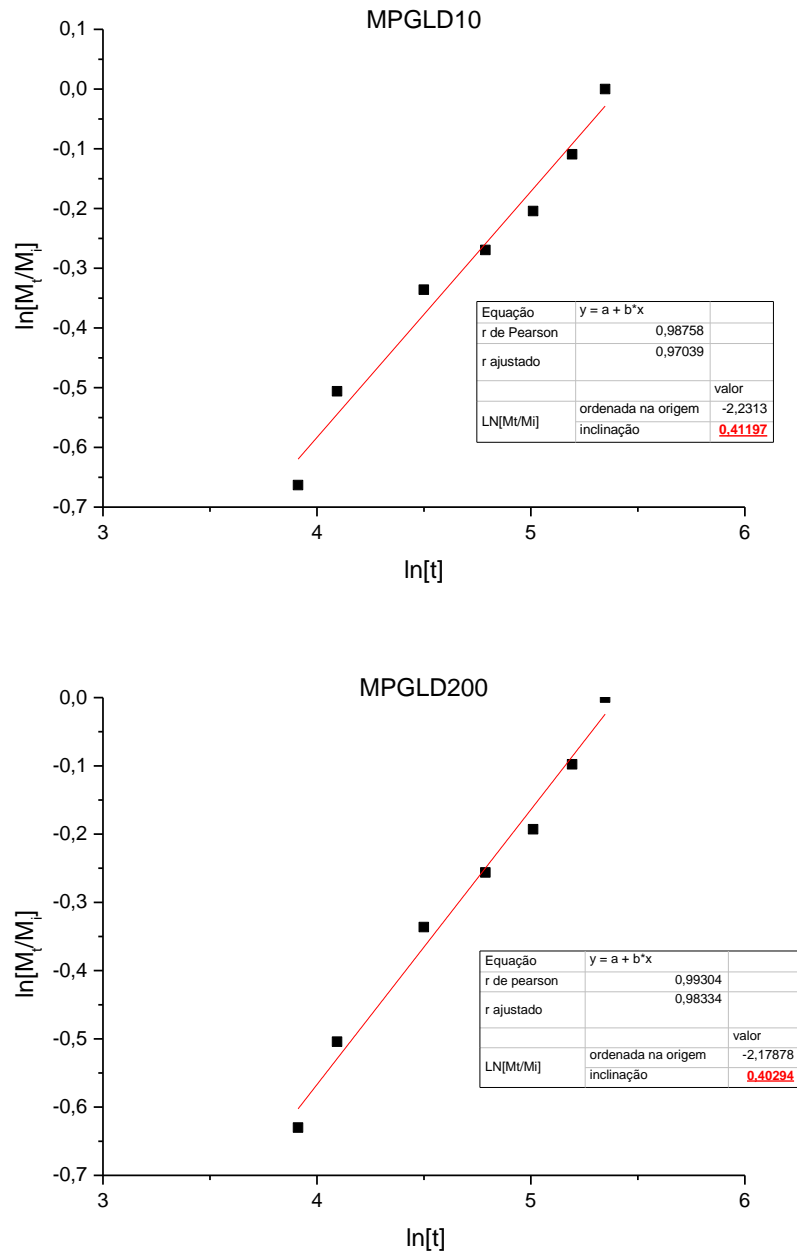 MPGLD10
0,1
0,0
-0,1
-0,2
-0,3
-0,4
-0,5
-0,6
-0,7
ln[Mt/Mi]
Equação y = a + b*x
r de Pearson 0,98758
r ajustado 0,97039
valor
LN[Mt/Mi] ordenada na origem -2,2313
inclinação 0,41197
3 4 5 6
ln[t]
MPGLD200
0,0
-0,1
-0,2
-0,3
-0,4
-0,5
-0,6
-0,7
ln[Mt/Mi]
Equação y = a + b*x
r de pearson 0,99304
r ajustado 0,98334
valor
LN[Mt/Mi] ordenada na origem -2,17878
inclinação 0,40294
3 4 5 6
ln[t]